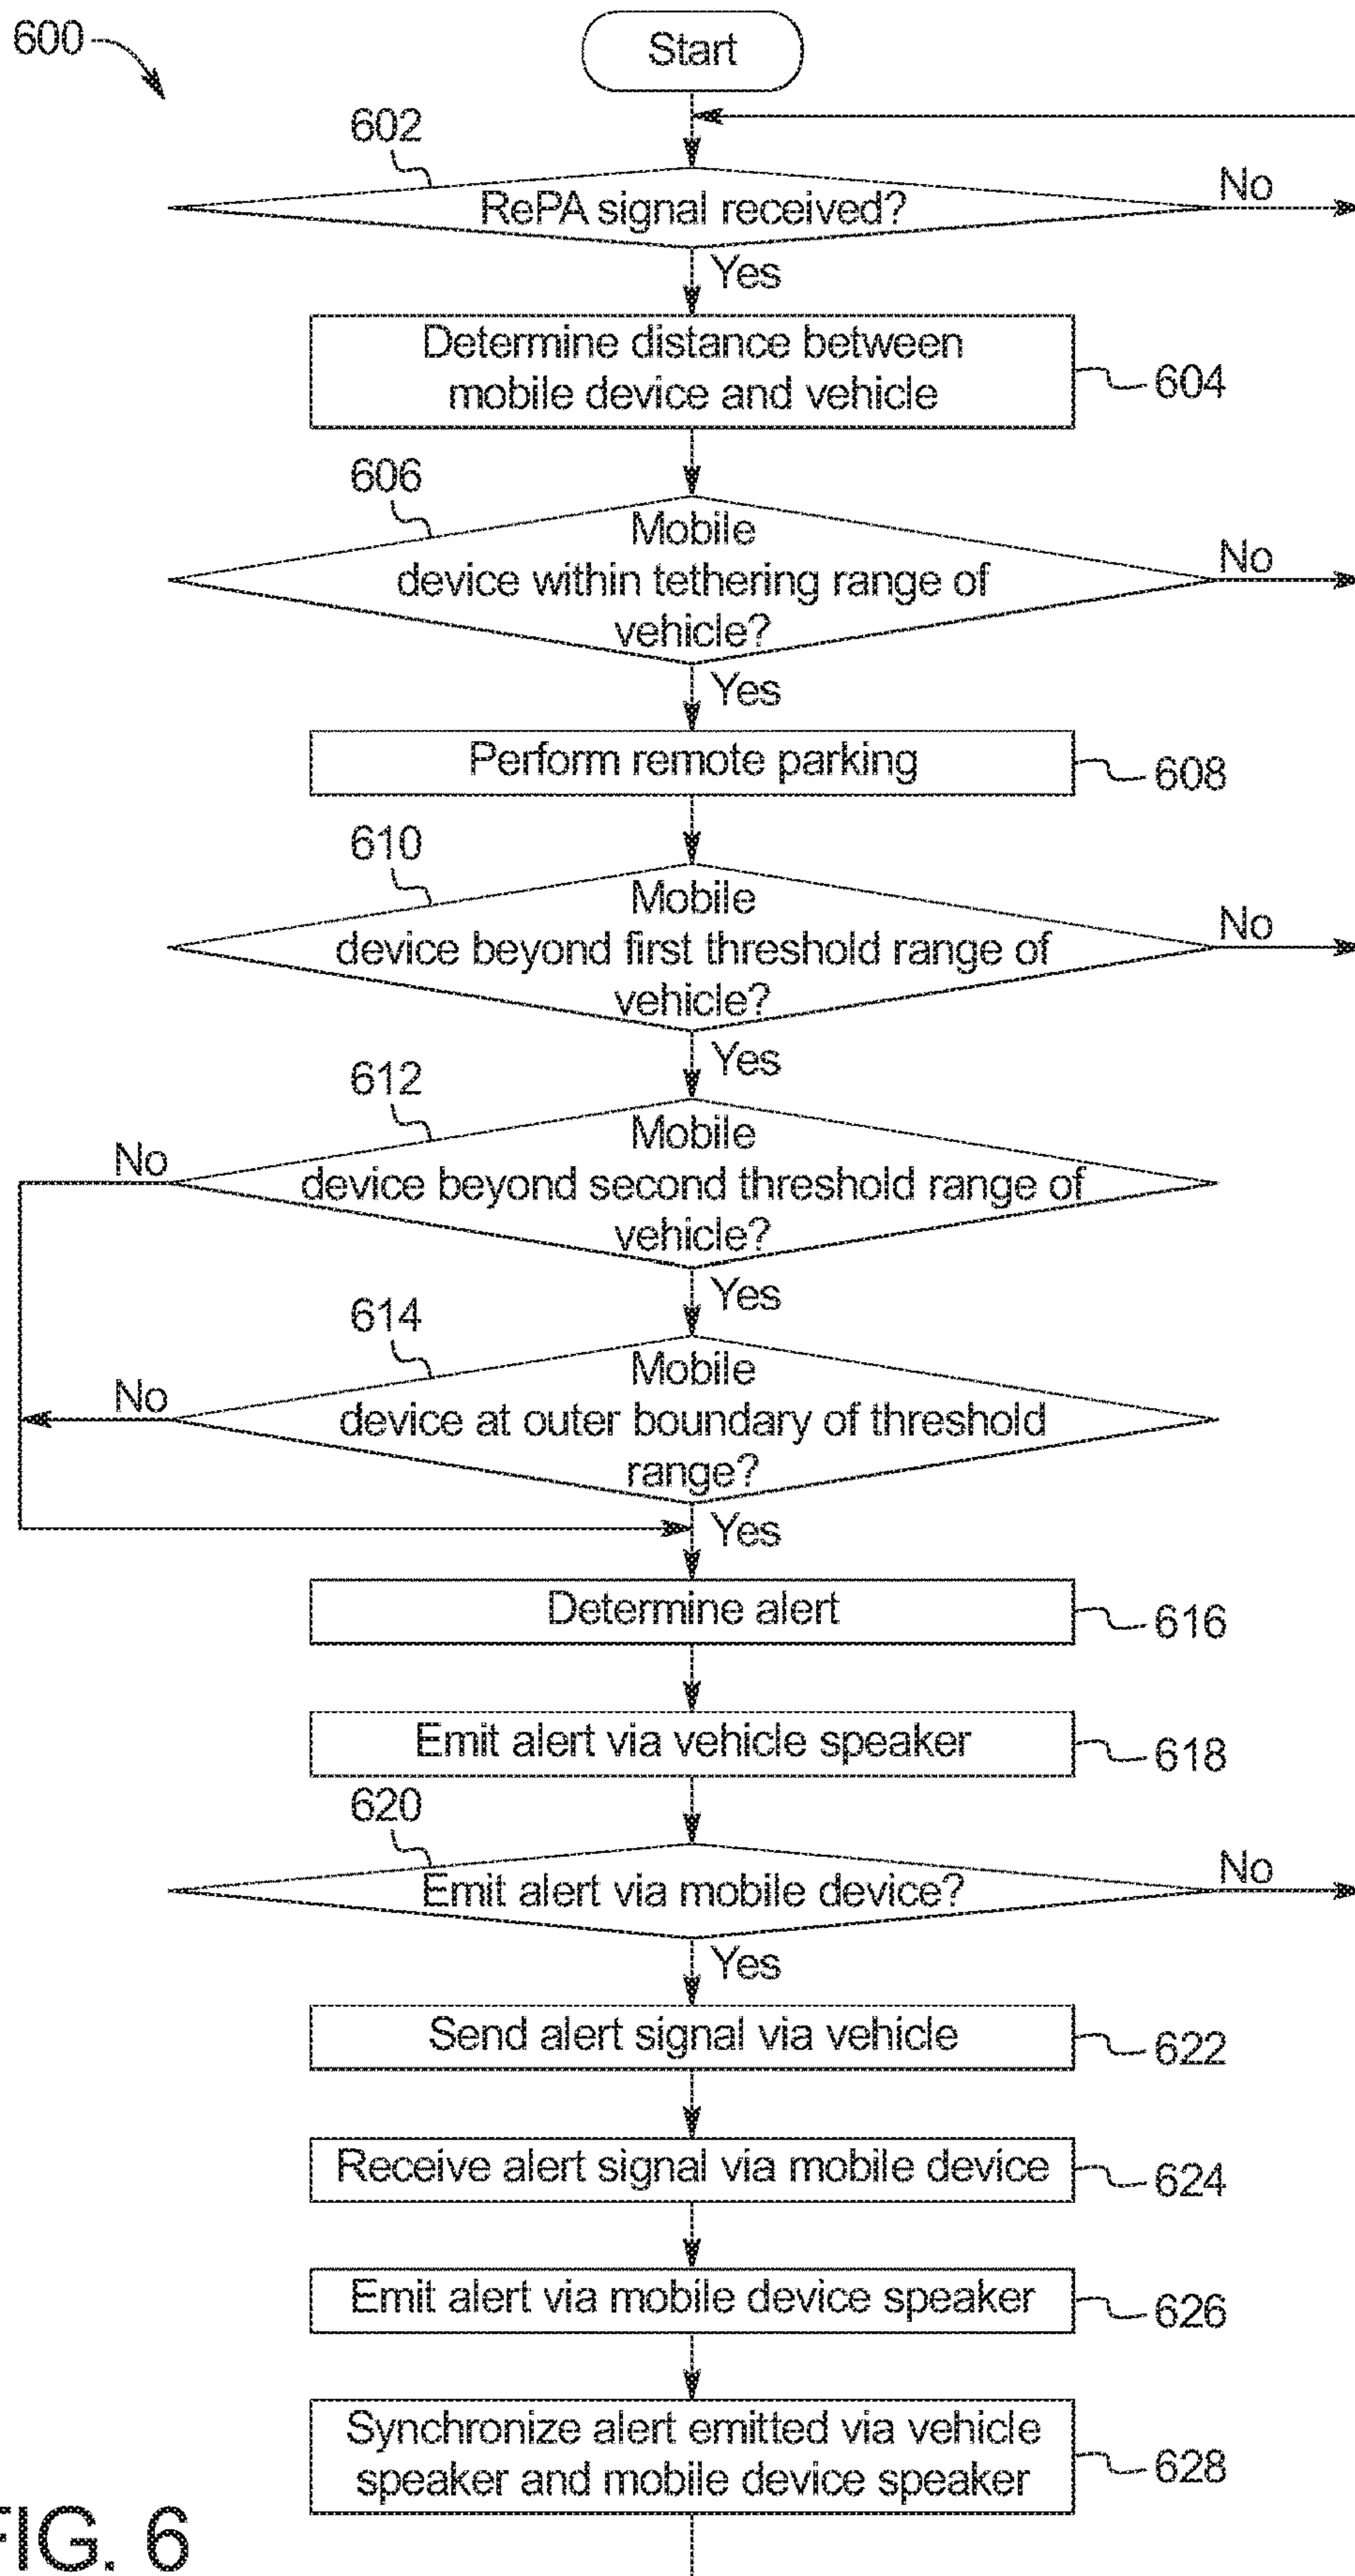 600
Start
602
RePA signal received?
No
Yes
Determine distance between
mobile device and vehicle
604
606
Mobile
device within tethering range of
vehicle?
No
Yes
Perform remote parking
608
610
Mobile
device beyond first threshold range of
vehicle?
No
Yes
612
Mobile
device beyond second threshold range of
vehicle?
No
Yes
614
Mobile
device at outer boundary of threshold
range?
No
Yes
Determine alert
616
Emit alert via vehicle speaker
618
620
Emit alert via mobile device?
No
Yes
Send alert signal via vehicle
622
Receive alert signal via mobile device
624
Emit alert via mobile device speaker
626
Synchronize alert emitted via vehicle
speaker and mobile device speaker
628
FIG. 6